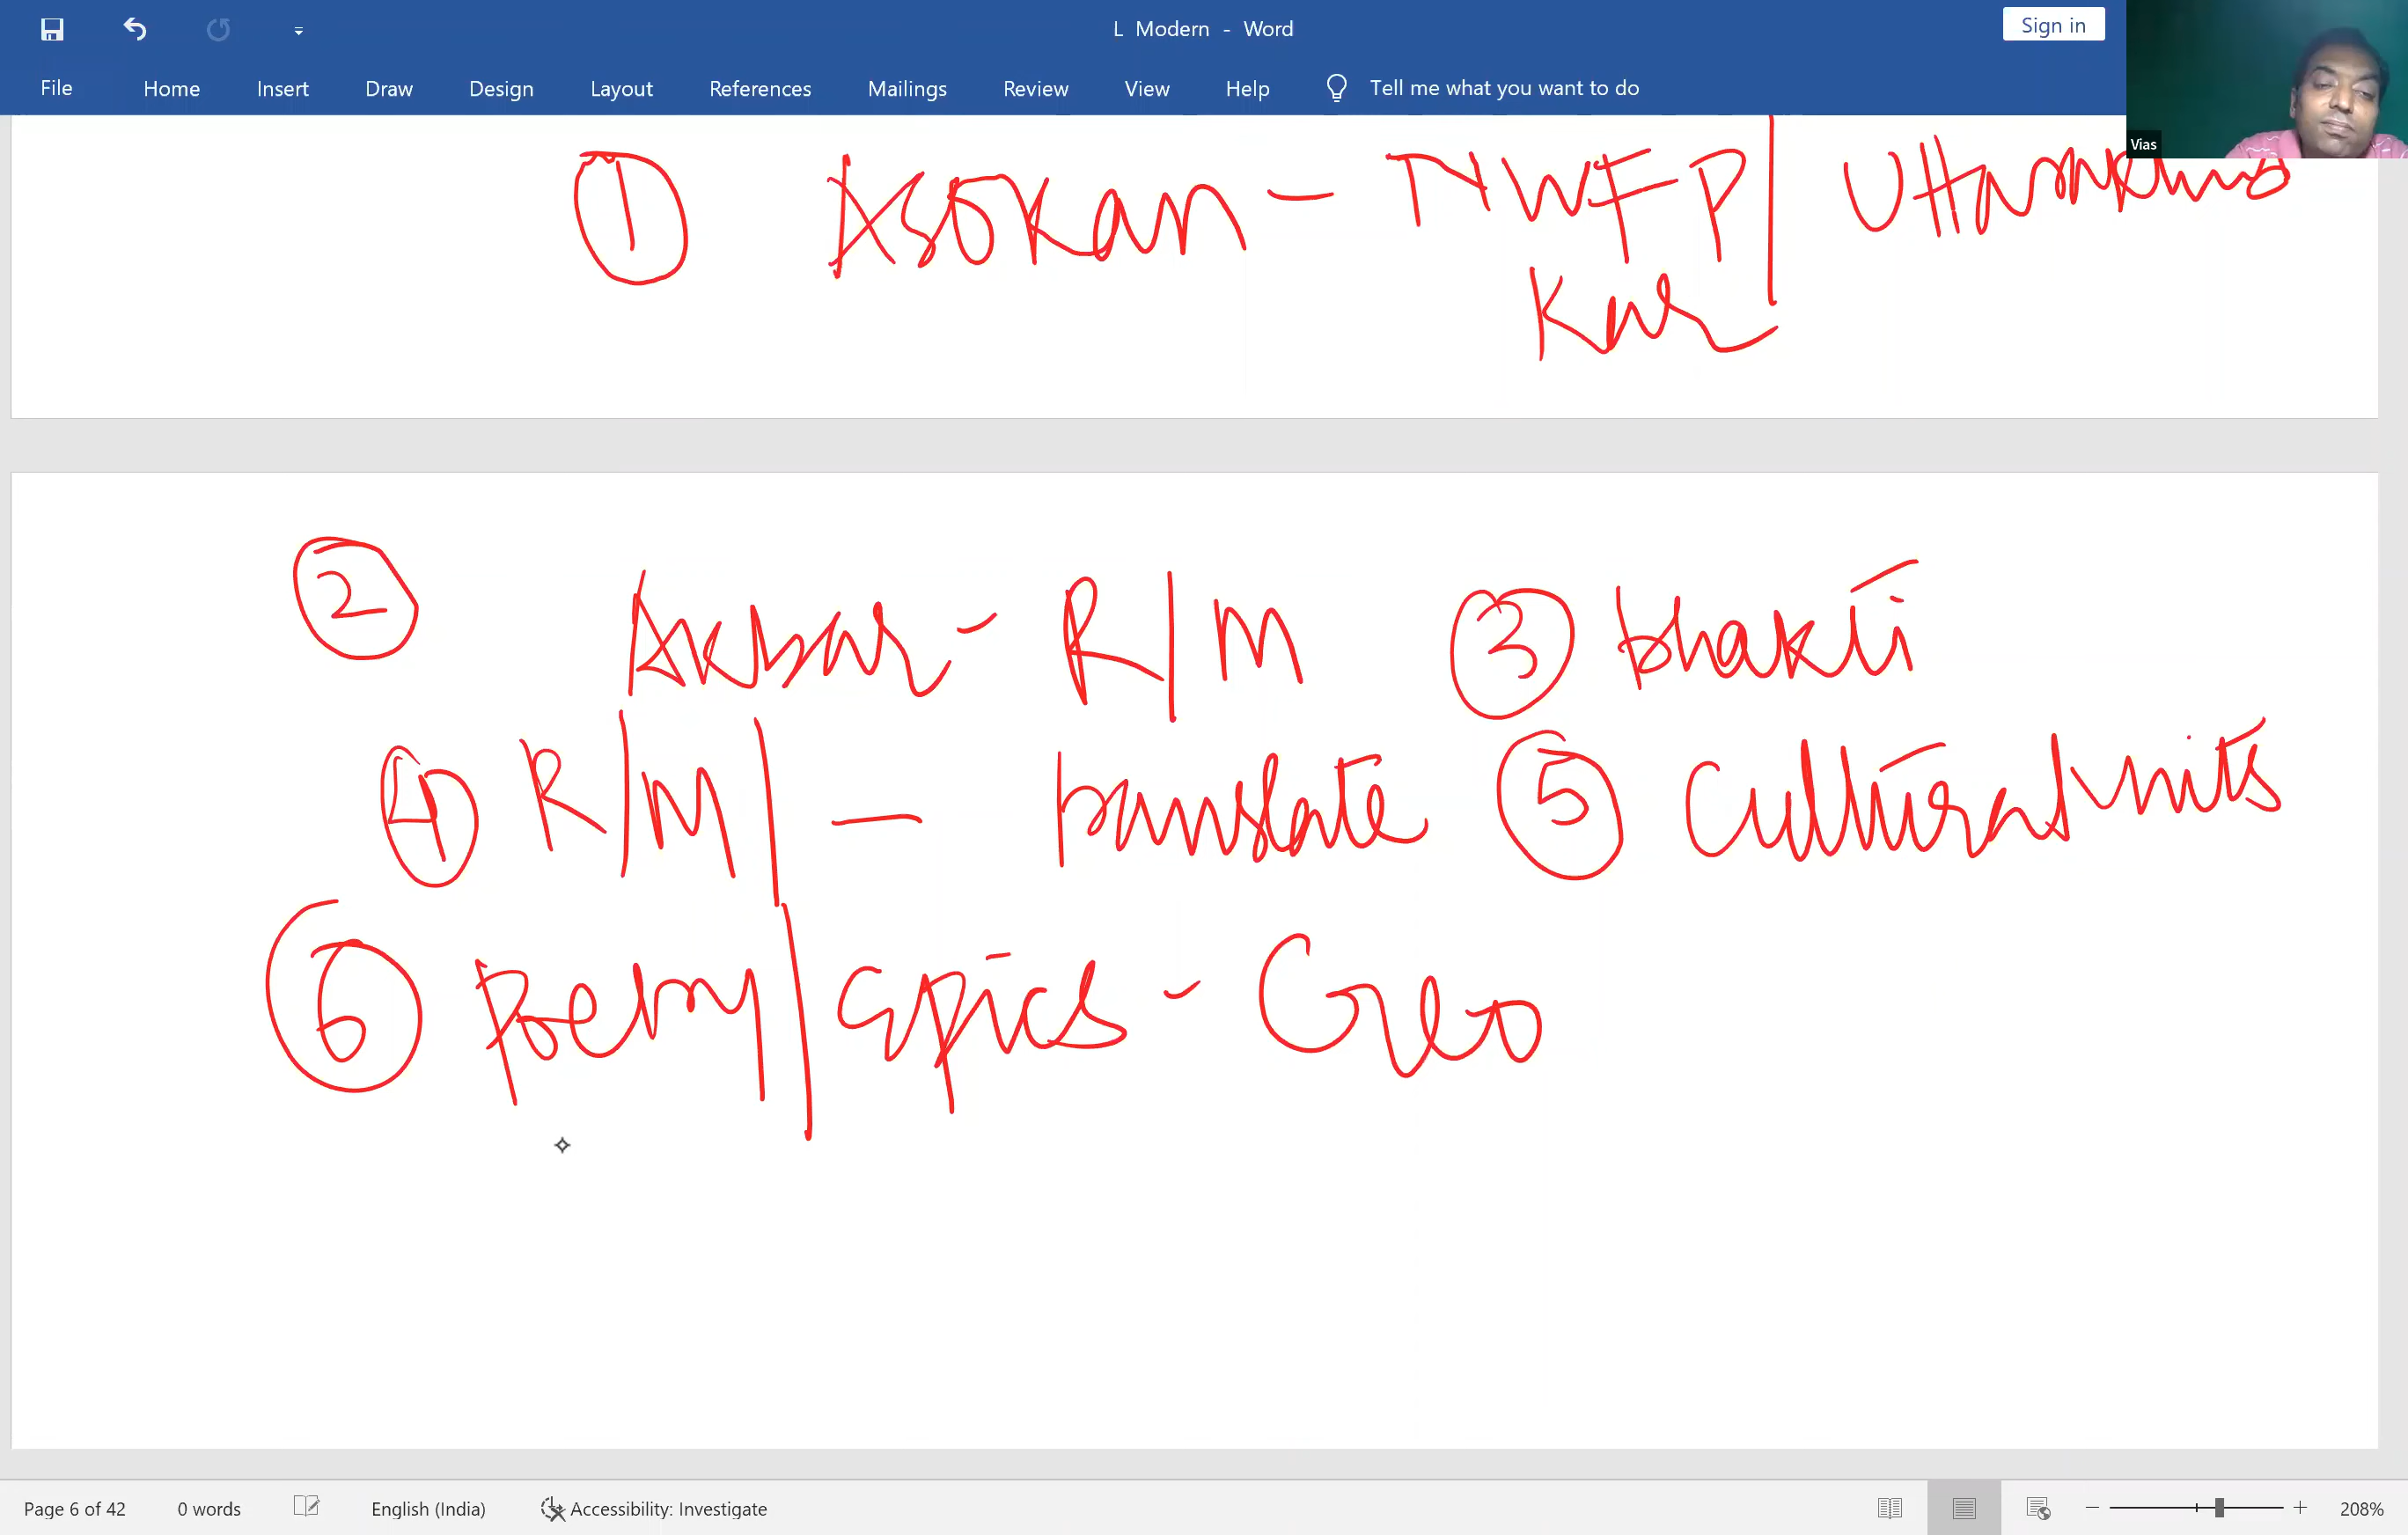 L Modern - Word
Sign in
File Home Insert Draw Design Layout References Mailings Review View Help Tell me what you want to do
Vias
1 Asokan - NWFP |
Kar
2 Akbar - R/M 3 bhakti
4 R/M/ - translate 5 Cultural units
6 Poem/epics - Geo
Page 6 of 42 0 words English (India) Accessibility: Investigate 208%